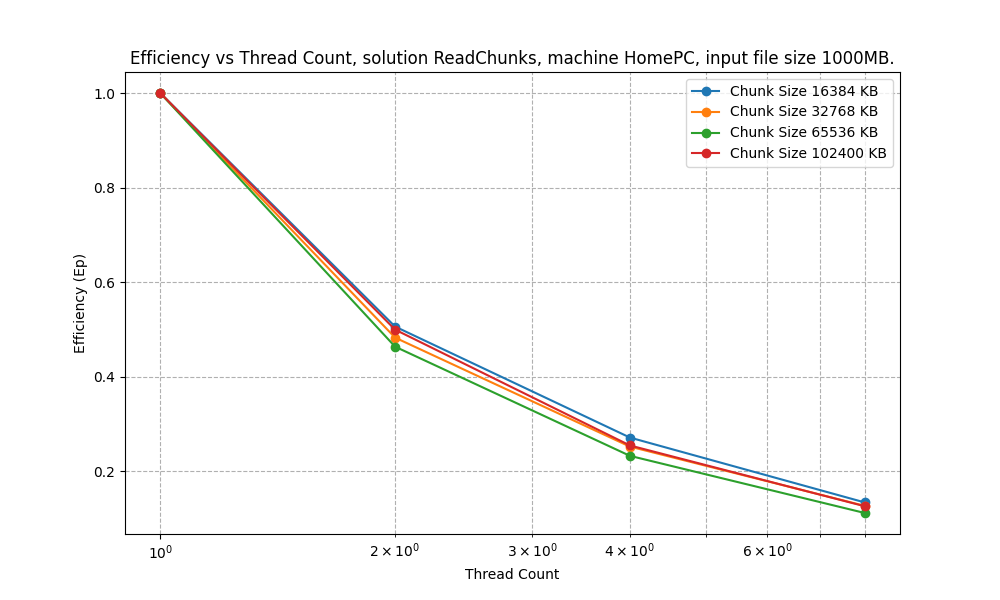 Efficiency vs Thread Count, solution ReadChunks, machine HomePC, input file size 1000MB.
Chunk Size 16384 KB
Chunk Size 32768 KB
Chunk Size 65536 KB
Chunk Size 102400 KB
Efficiency (Ep)
1.0
0.8
0.6
0.4
0.2
10⁰ 2 × 10⁰ 3 × 10⁰ 4 × 10⁰ 6 × 10⁰
Thread Count